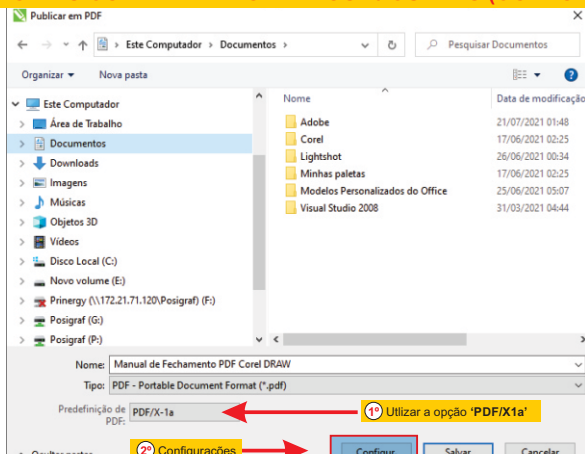 Publicar em PDF
Este Computador > Documentos >
Pesquisar Documentos
Organizar
Nova pasta
Este Computador
Área de Trabalho
Documentos
Downloads
Imagens
Músicas
Objetos 3D
Vídeos
Disco Local (C:)
Novo volume (E:)
Prinergy (\\172.21.71.120\Posigraf) (F:)
Posigraf (G:)
Posigraf (P:)
Nome
Data de modificação
Adobe
21/07/2021 01:48
Corel
17/06/2021 02:25
Lightshot
26/06/2021 00:34
Minhas paletas
17/06/2021 02:25
Modelos Personalizados do Office
25/06/2021 05:07
Visual Studio 2008
31/03/2021 04:44
Nome: Manual de Fechamento PDF Corel DRAW
Tipo: PDF - Portable Document Format (*.pdf)
Predefinição de PDF: PDF/X-1a
1º Utlizar a opção 'PDF/X1a'
2º Configurações
Ocultar pastas
Configur
Salvar
Cancelar